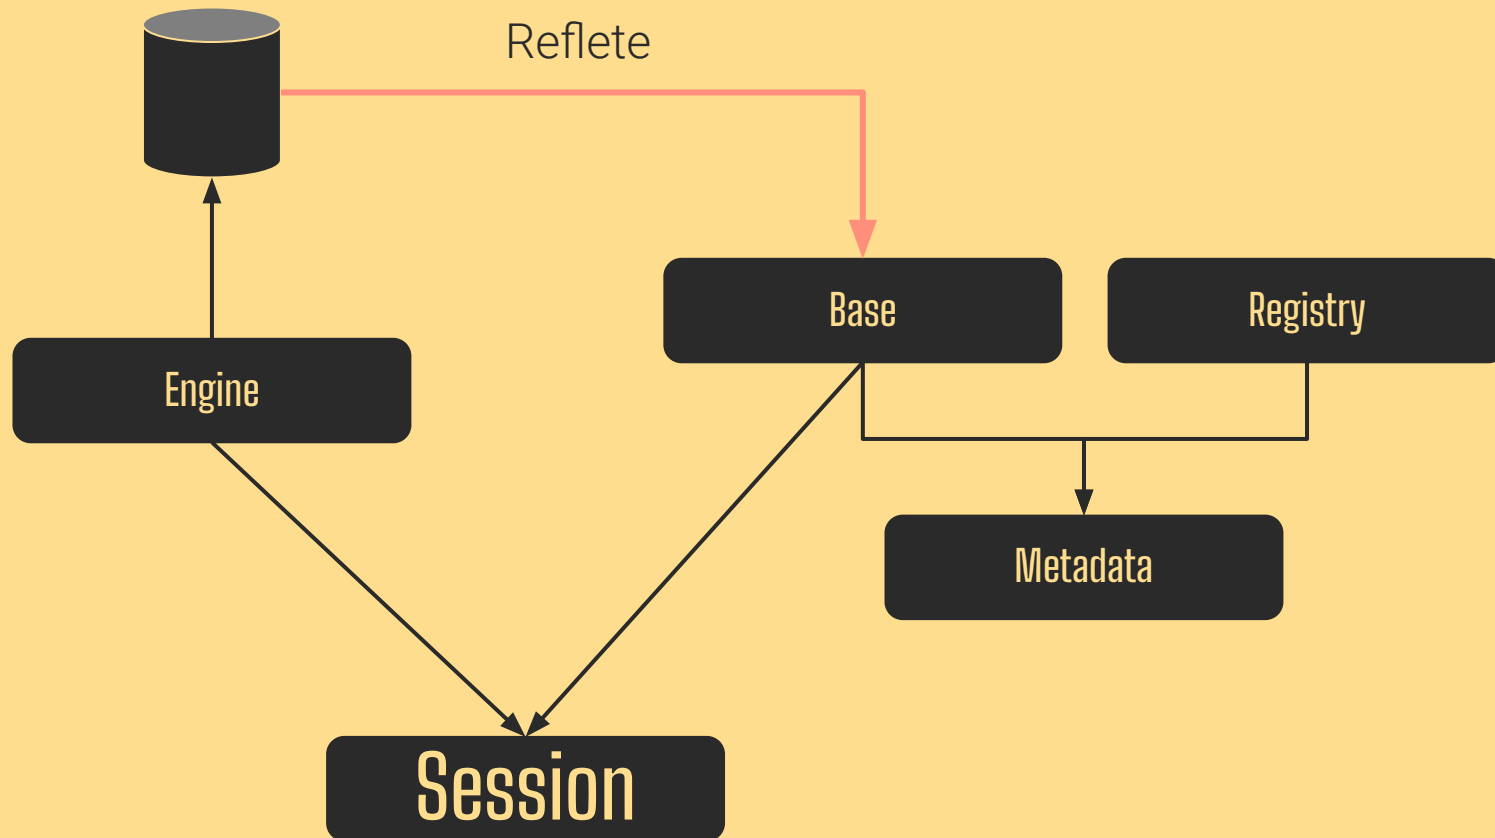 Reflete
Base
Registry
Engine
Metadata
Session